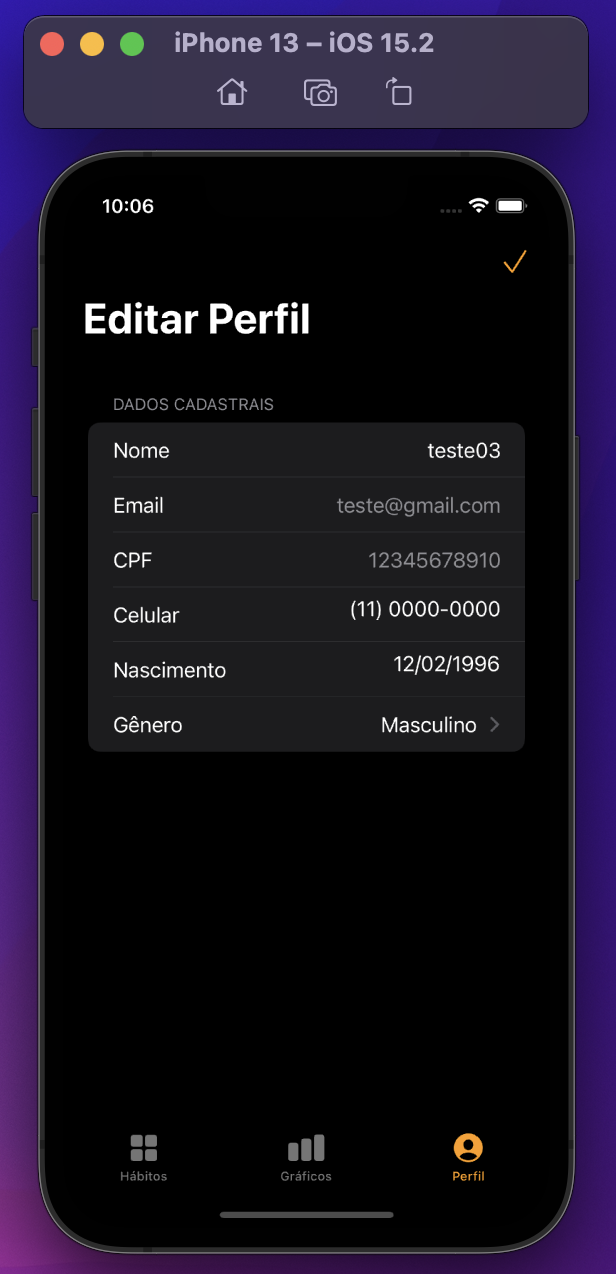 iPhone 13 – iOS 15.2
10:06
Editar Perfil
DADOS CADASTRAIS
Nome teste03
Email teste@gmail.com
CPF 12345678910
Celular (11) 0000-0000
Nascimento 12/02/1996
Gênero Masculino
Hábitos Gráficos Perfil